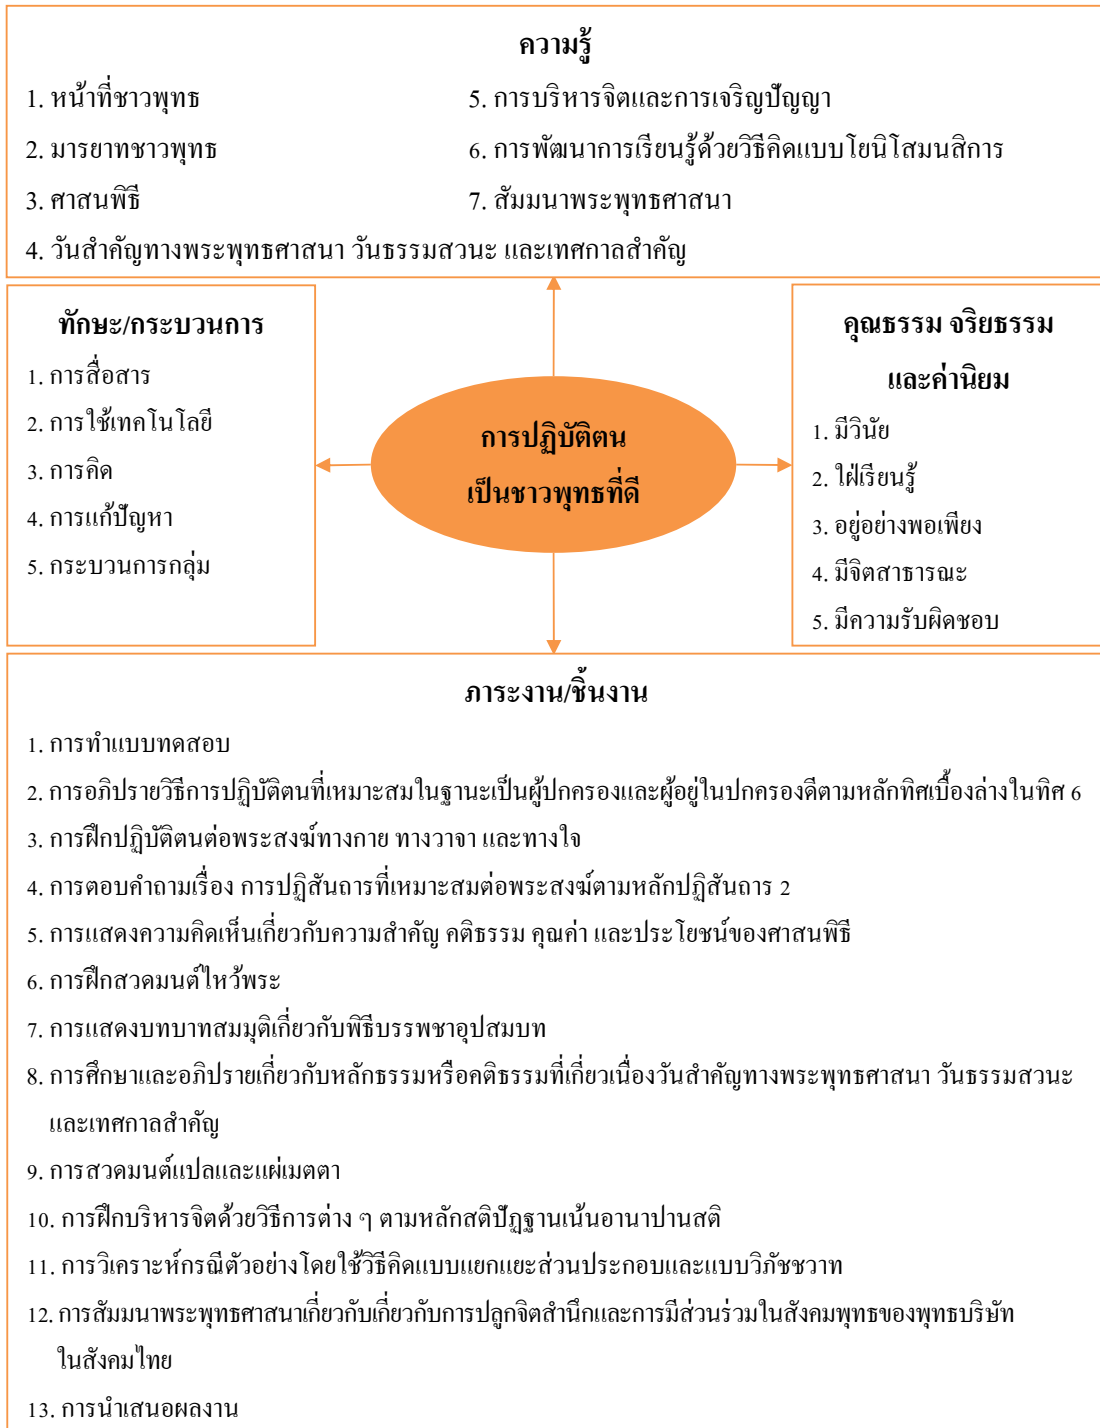 ความรู้
1. หน้าที่ชาวพุทธ
2. มารยาทชาวพุทธ
3. ศาสนพิธี
4. วันสำคัญทางพระพุทธศาสนา วันธรรมสวนะ และเทศกาลสำคัญ
5. การบริหารจิตและการเจริญปัญญา
6. การพัฒนาการเรียนรู้ด้วยวิธีคิดแบบโยนิโสมนสิการ
7. สัมมนาพระพุทธศาสนา
ทักษะ/กระบวนการ
1. การสื่อสาร
2. การใช้เทคโนโลยี
3. การคิด
4. การแก้ปัญหา
5. กระบวนการกลุ่ม
การปฏิบัติตน
เป็นชาวพุทธที่ดี
คุณธรรม จริยธรรม
และค่านิยม
1. มีวินัย
2. ใฝ่เรียนรู้
3. อยู่อย่างพอเพียง
4. มีจิตสาธารณะ
5. มีความรับผิดชอบ
ภาระงาน/ชิ้นงาน
1. การทำแบบทดสอบ
2. การอภิปรายวิธีการปฏิบัติตนที่เหมาะสมในฐานะเป็นผู้ปกครองและผู้อยู่ในปกครองดีตามหลักทิศเบื้องล่างในทิศ 6
3. การฝึกปฏิบัติตนต่อพระสงฆ์ทางกาย ทางวาจา และทางใจ
4. การตอบคำถามเรื่อง การปฏิสันถารที่เหมาะสมต่อพระสงฆ์ตามหลักปฏิสันถาร 2
5. การแสดงความคิดเห็นเกี่ยวกับความสำคัญ คติธรรม คุณค่า และประโยชน์ของศาสนพิธี
6. การฝึกสวดมนต์ไหว้พระ
7. การแสดงบทบาทสมมุติเกี่ยวกับพิธีบรรพชาอุปสมบท
8. การศึกษาและอภิปรายเกี่ยวกับหลักธรรมหรือคติธรรมที่เกี่ยวเนื่องวันสำคัญทางพระพุทธศาสนา วันธรรมสวนะ
และเทศกาลสำคัญ
9. การสวดมนต์แปลและแผ่เมตตา
10. การฝึกบริหารจิตด้วยวิธีการต่าง ๆ ตามหลักสติปัฏฐานเน้นอานาปานสติ
11. การวิเคราะห์กรณีตัวอย่างโดยใช้วิธีคิดแบบแยกแยะส่วนประกอบและแบบวิภัชชวาท
12. การสัมมนาพระพุทธศาสนาเกี่ยวกับเกี่ยวกับการปลูกจิตสำนึกและการมีส่วนร่วมในสังคมพุทธของพุทธบริษัท
ในสังคมไทย
13. การนำเสนอผลงาน